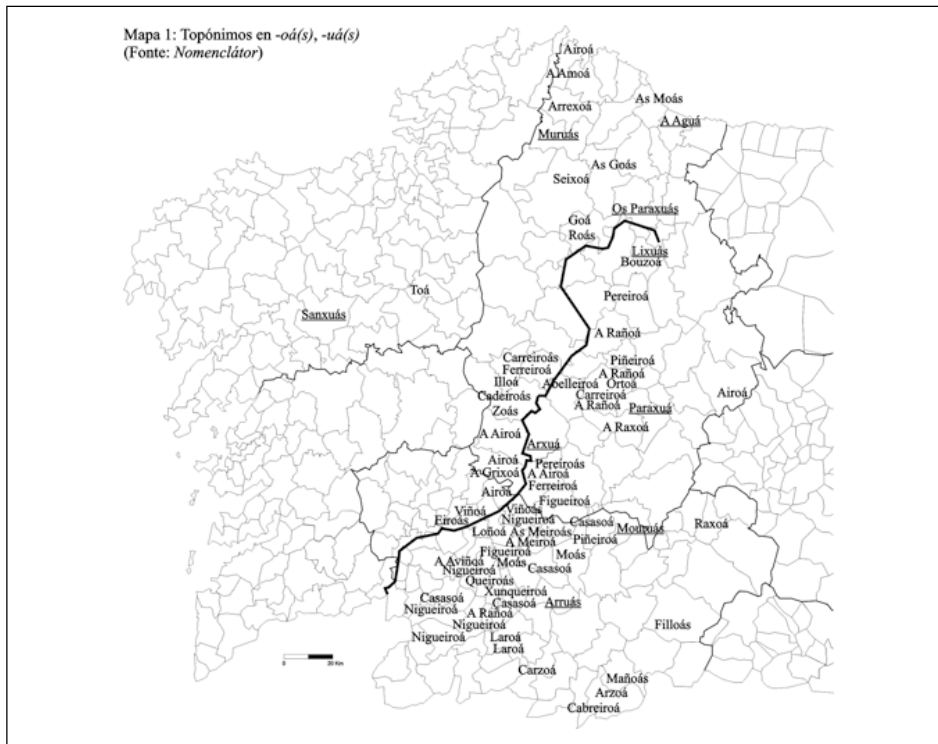 Mapa 1: Topónimos en -oá(s), -uá(s)
(Fonte: Nomenclátor)
Airoá
A Amoá
As Moás
Arrexoá
A Aguá
Muruás
As Goás
Seixoá
Os Paraxuás
Goá
Roás
Lixuás
Bouzoá
Toá
Pereiroá
Sanxuás
A Rañoá
Carreiroás
Piñeiroá
Ferreiroá
A Rañoá
Illoá
Abelleiroá
Ortoá
Cadeiroás
Carreiroá
Airoá
Zoás
A Rañoá
Paraxuá
A Raxoá
A Airoá
Arxuá
Airoá
Pereiroás
A Grixoá
A Airoá
Ferreiroá
Airoá
Figueiroá
Viñoá
Viñoás
Eiroás
Nigueiroá
Casasoá
Raxoá
Loñoá
As Meiroás
Mouruás
A Meiroá
Piñeiroá
Figueiroá
Moás
Moás
A Aviñoá
Nigueiroá
Casasoá
Queiroás
Xunqueiroá
Casasoá
Casasoá
Arruás
Nigueiroá
A Rañoá
Nigueiroá
Filloás
Nigueiroá
Laroá
Laroá
0 20 Km
Carzoá
Mañoás
Arzoá
Cabreiroá